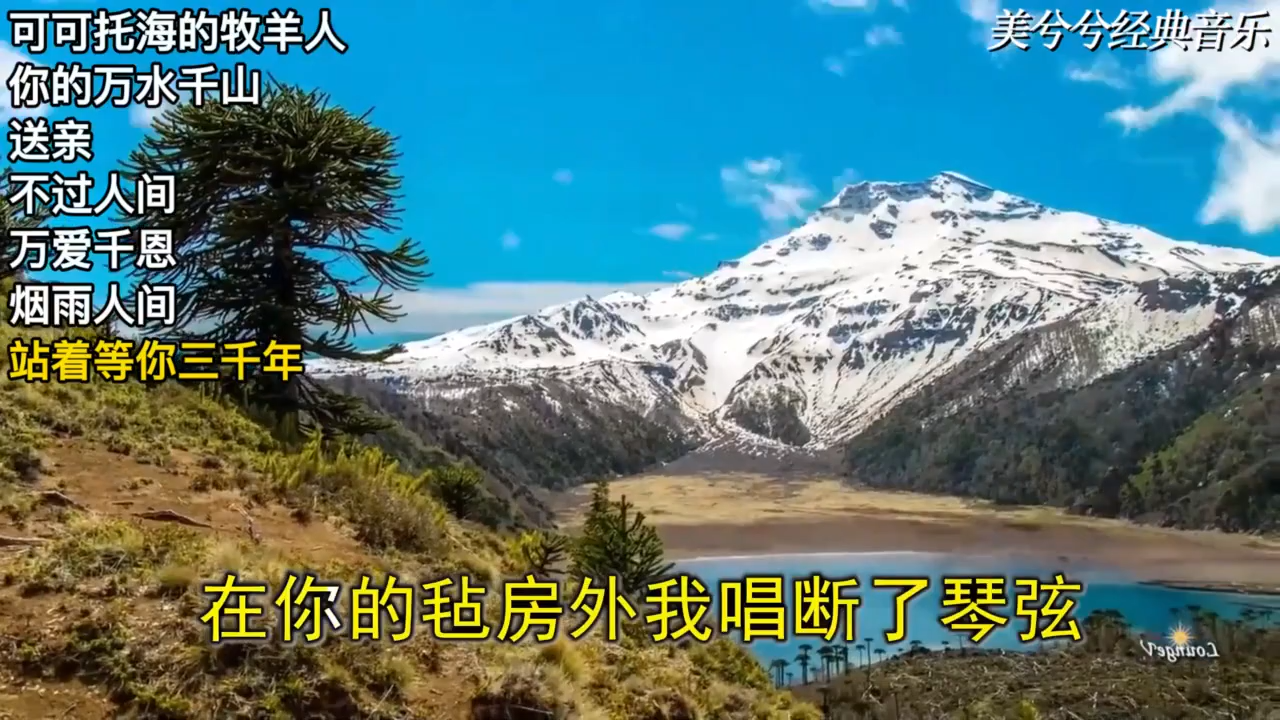 可可托海的牧羊人
你的万水千山
送亲
不过人间
万爱千恩
烟雨人间
站着等你三千年
美兮兮经典音乐
在你的毡房外我唱断了琴弦
LoungeV